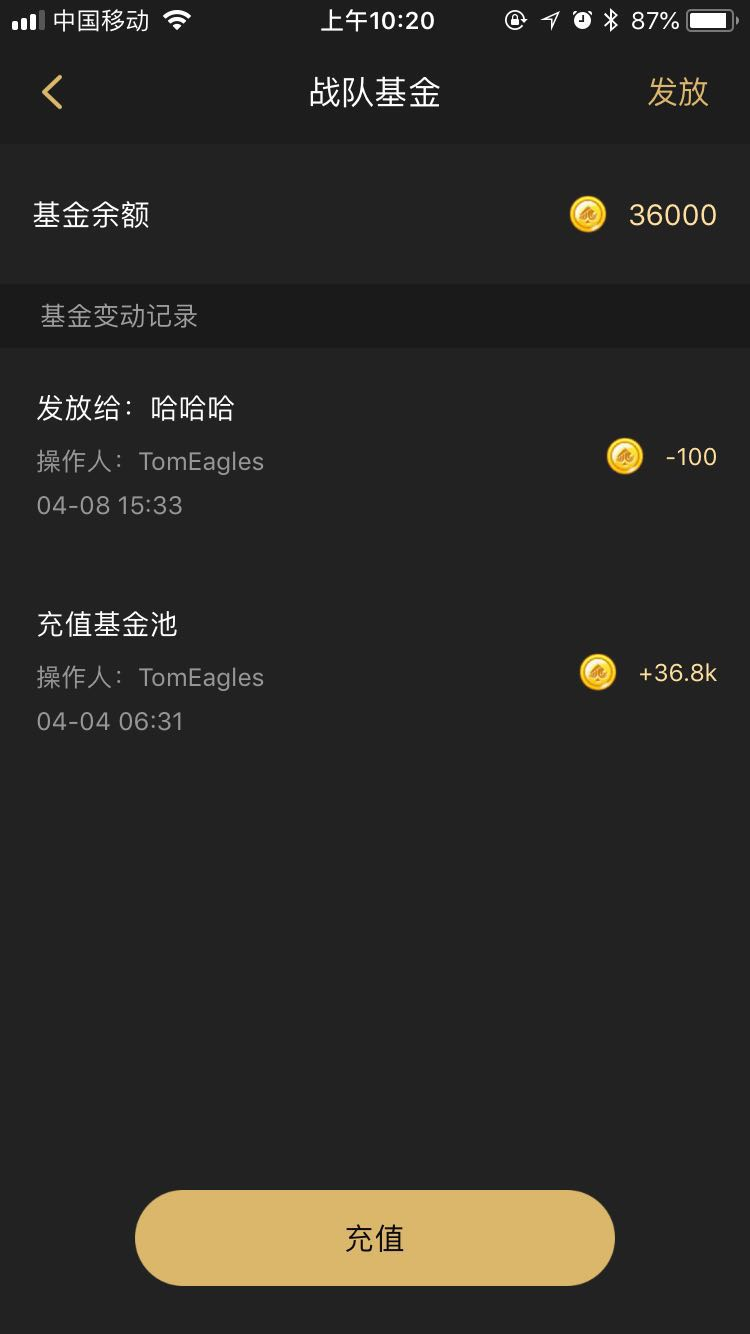 中国移动 上午10:20 87%
战队基金 发放
基金余额 36000
基金变动记录
发放给：哈哈哈
操作人：TomEagles -100
04-08 15:33
充值基金池
操作人：TomEagles +36.8k
04-04 06:31
充值